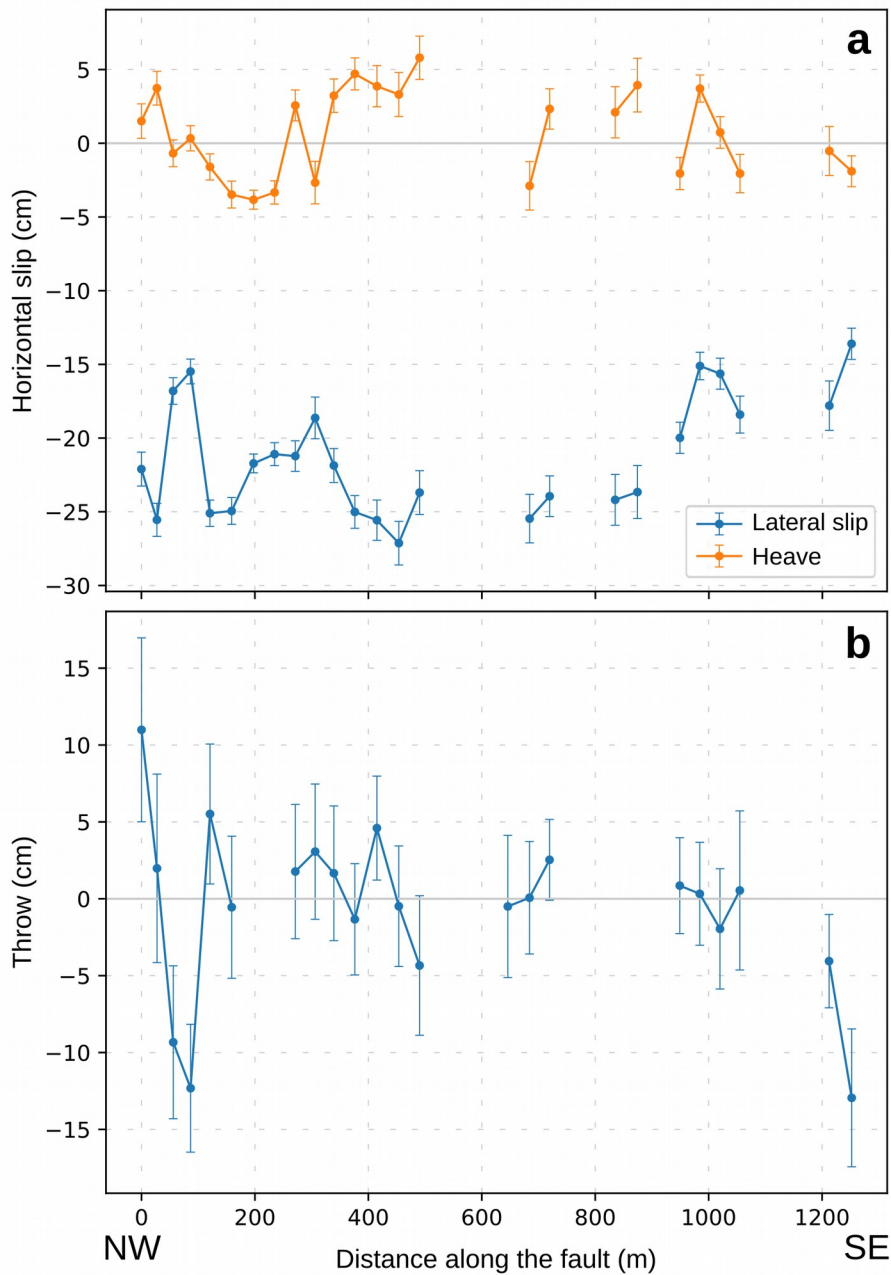 a
5
0
−5
−10
−15
−20
−25
−30
Horizontal slip (cm)
Lateral slip
Heave
b
15
10
5
0
−5
−10
−15
Throw (cm)
0 200 400 600 800 1000 1200
NW SE
Distance along the fault (m)